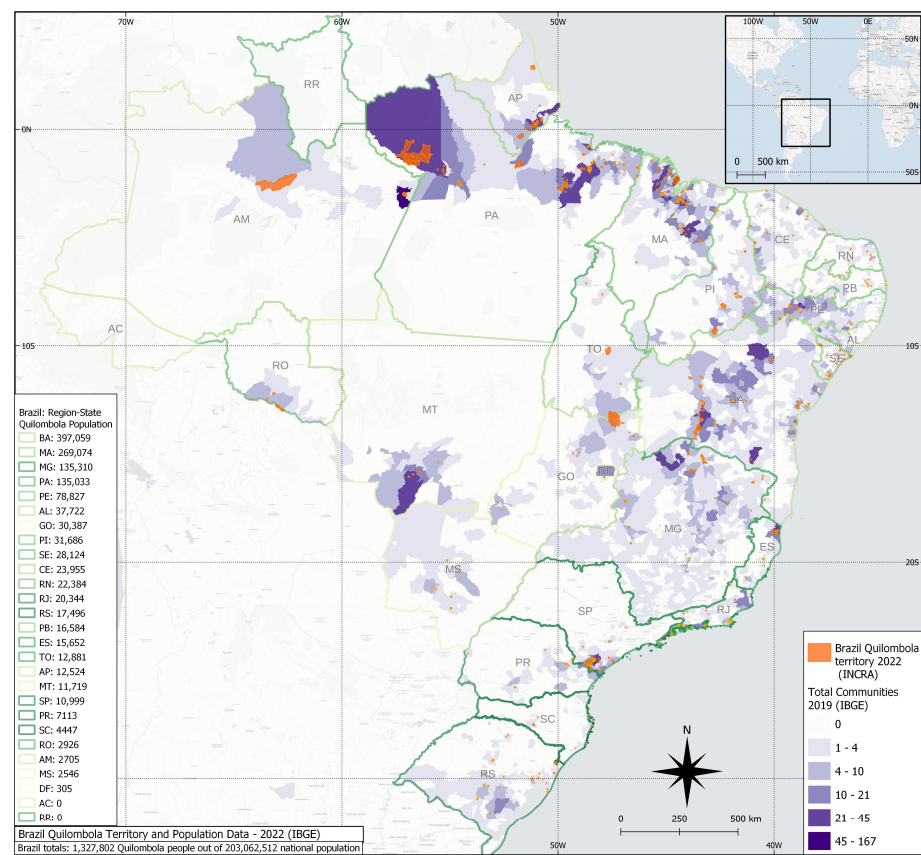 70W
60W
50W
100W
50W
0E
50N
0N
50S
0
500 km
RR
AP
0N
AM
PA
MA
CE
RN
PB
PI
PE
AL
SE
AC
10S
TO
RO
BA
MT
GO
MG
ES
MS
20S
SP
RJ
PR
SC
RS
Brazil: Region-State
Quilombola Population
BA: 397,059
MA: 269,074
MG: 135,310
PA: 135,033
PE: 78,827
AL: 37,722
GO: 30,387
PI: 31,686
SE: 28,124
CE: 23,955
RN: 22,384
RJ: 20,344
RS: 17,496
PB: 16,584
ES: 15,652
TO: 12,881
AP: 12,524
MT: 11,719
SP: 10,999
PR: 7113
SC: 4447
RO: 2926
AM: 2705
MS: 2546
DF: 305
AC: 0
RR: 0
Brazil Quilombola
territory 2022
(INCRA)
Total Communities
2019 (IBGE)
0
1 - 4
4 - 10
10 - 21
21 - 45
45 - 167
N
0
250
500 km
Brazil Quilombola Territory and Population Data - 2022 (IBGE)
Brazil totals: 1,327,802 Quilombola people out of 203,062,512 national population
50W
40W